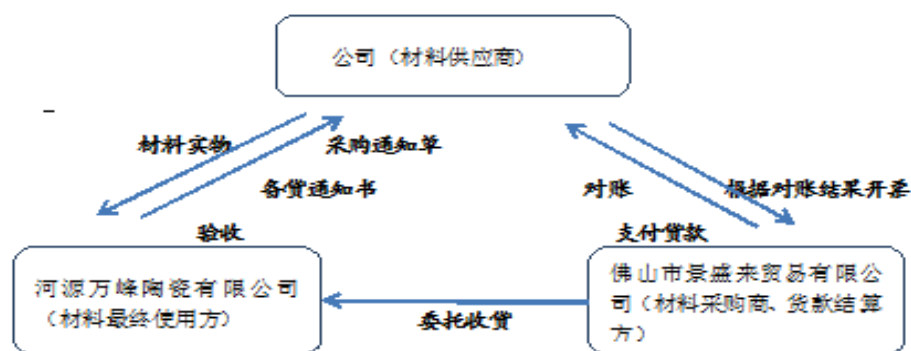 公司（材料供应商）
材料实物
采购通知单
备货通知书
对账
根据对账结果开票
验收
支付货款
河源万峰陶瓷有限公司
（材料最终使用方）
佛山市景盛来贸易有限公
司（材料采购商、货款结算
方）
委托收货